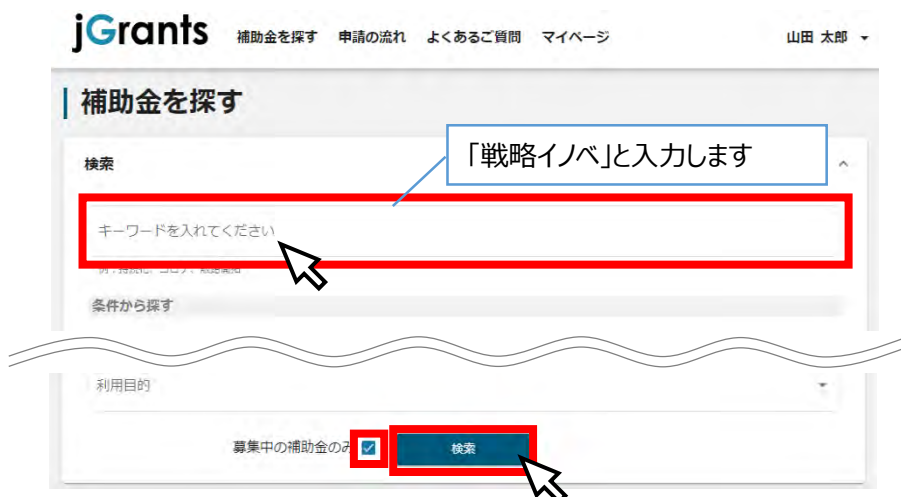 jGrants 補助金を探す 申請の流れ よくあるご質問 マイページ 山田 太郎
補助金を探す
「戦略イノベ」と入力します
検索
キーワードを入れてください
条件から探す
利用目的
募集中の補助金のみ 検索